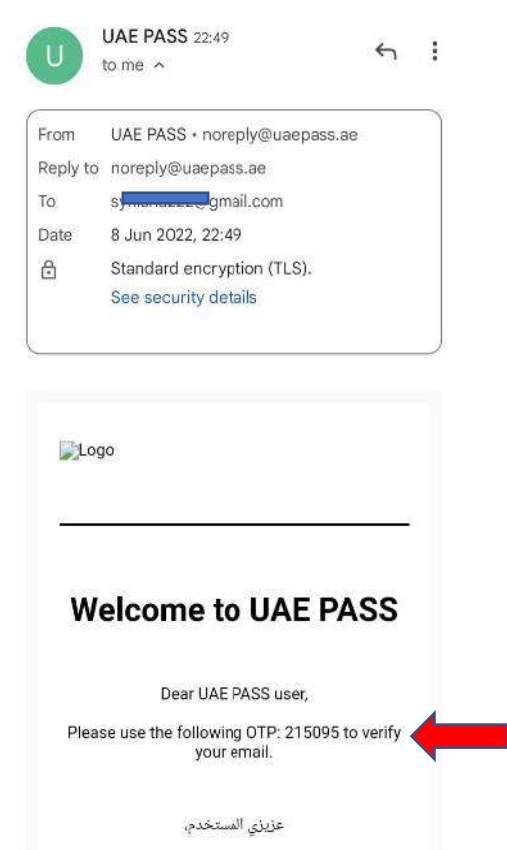 U
UAE PASS 22:49
to me
From UAE PASS • noreply@uaepass.ae
Reply to noreply@uaepass.ae
To gmail.com
Date 8 Jun 2022, 22:49
Standard encryption (TLS).
See security details
Logo
Welcome to UAE PASS
Dear UAE PASS user,
Please use the following OTP: 215095 to verify
your email.
عزيزي المستخدم،